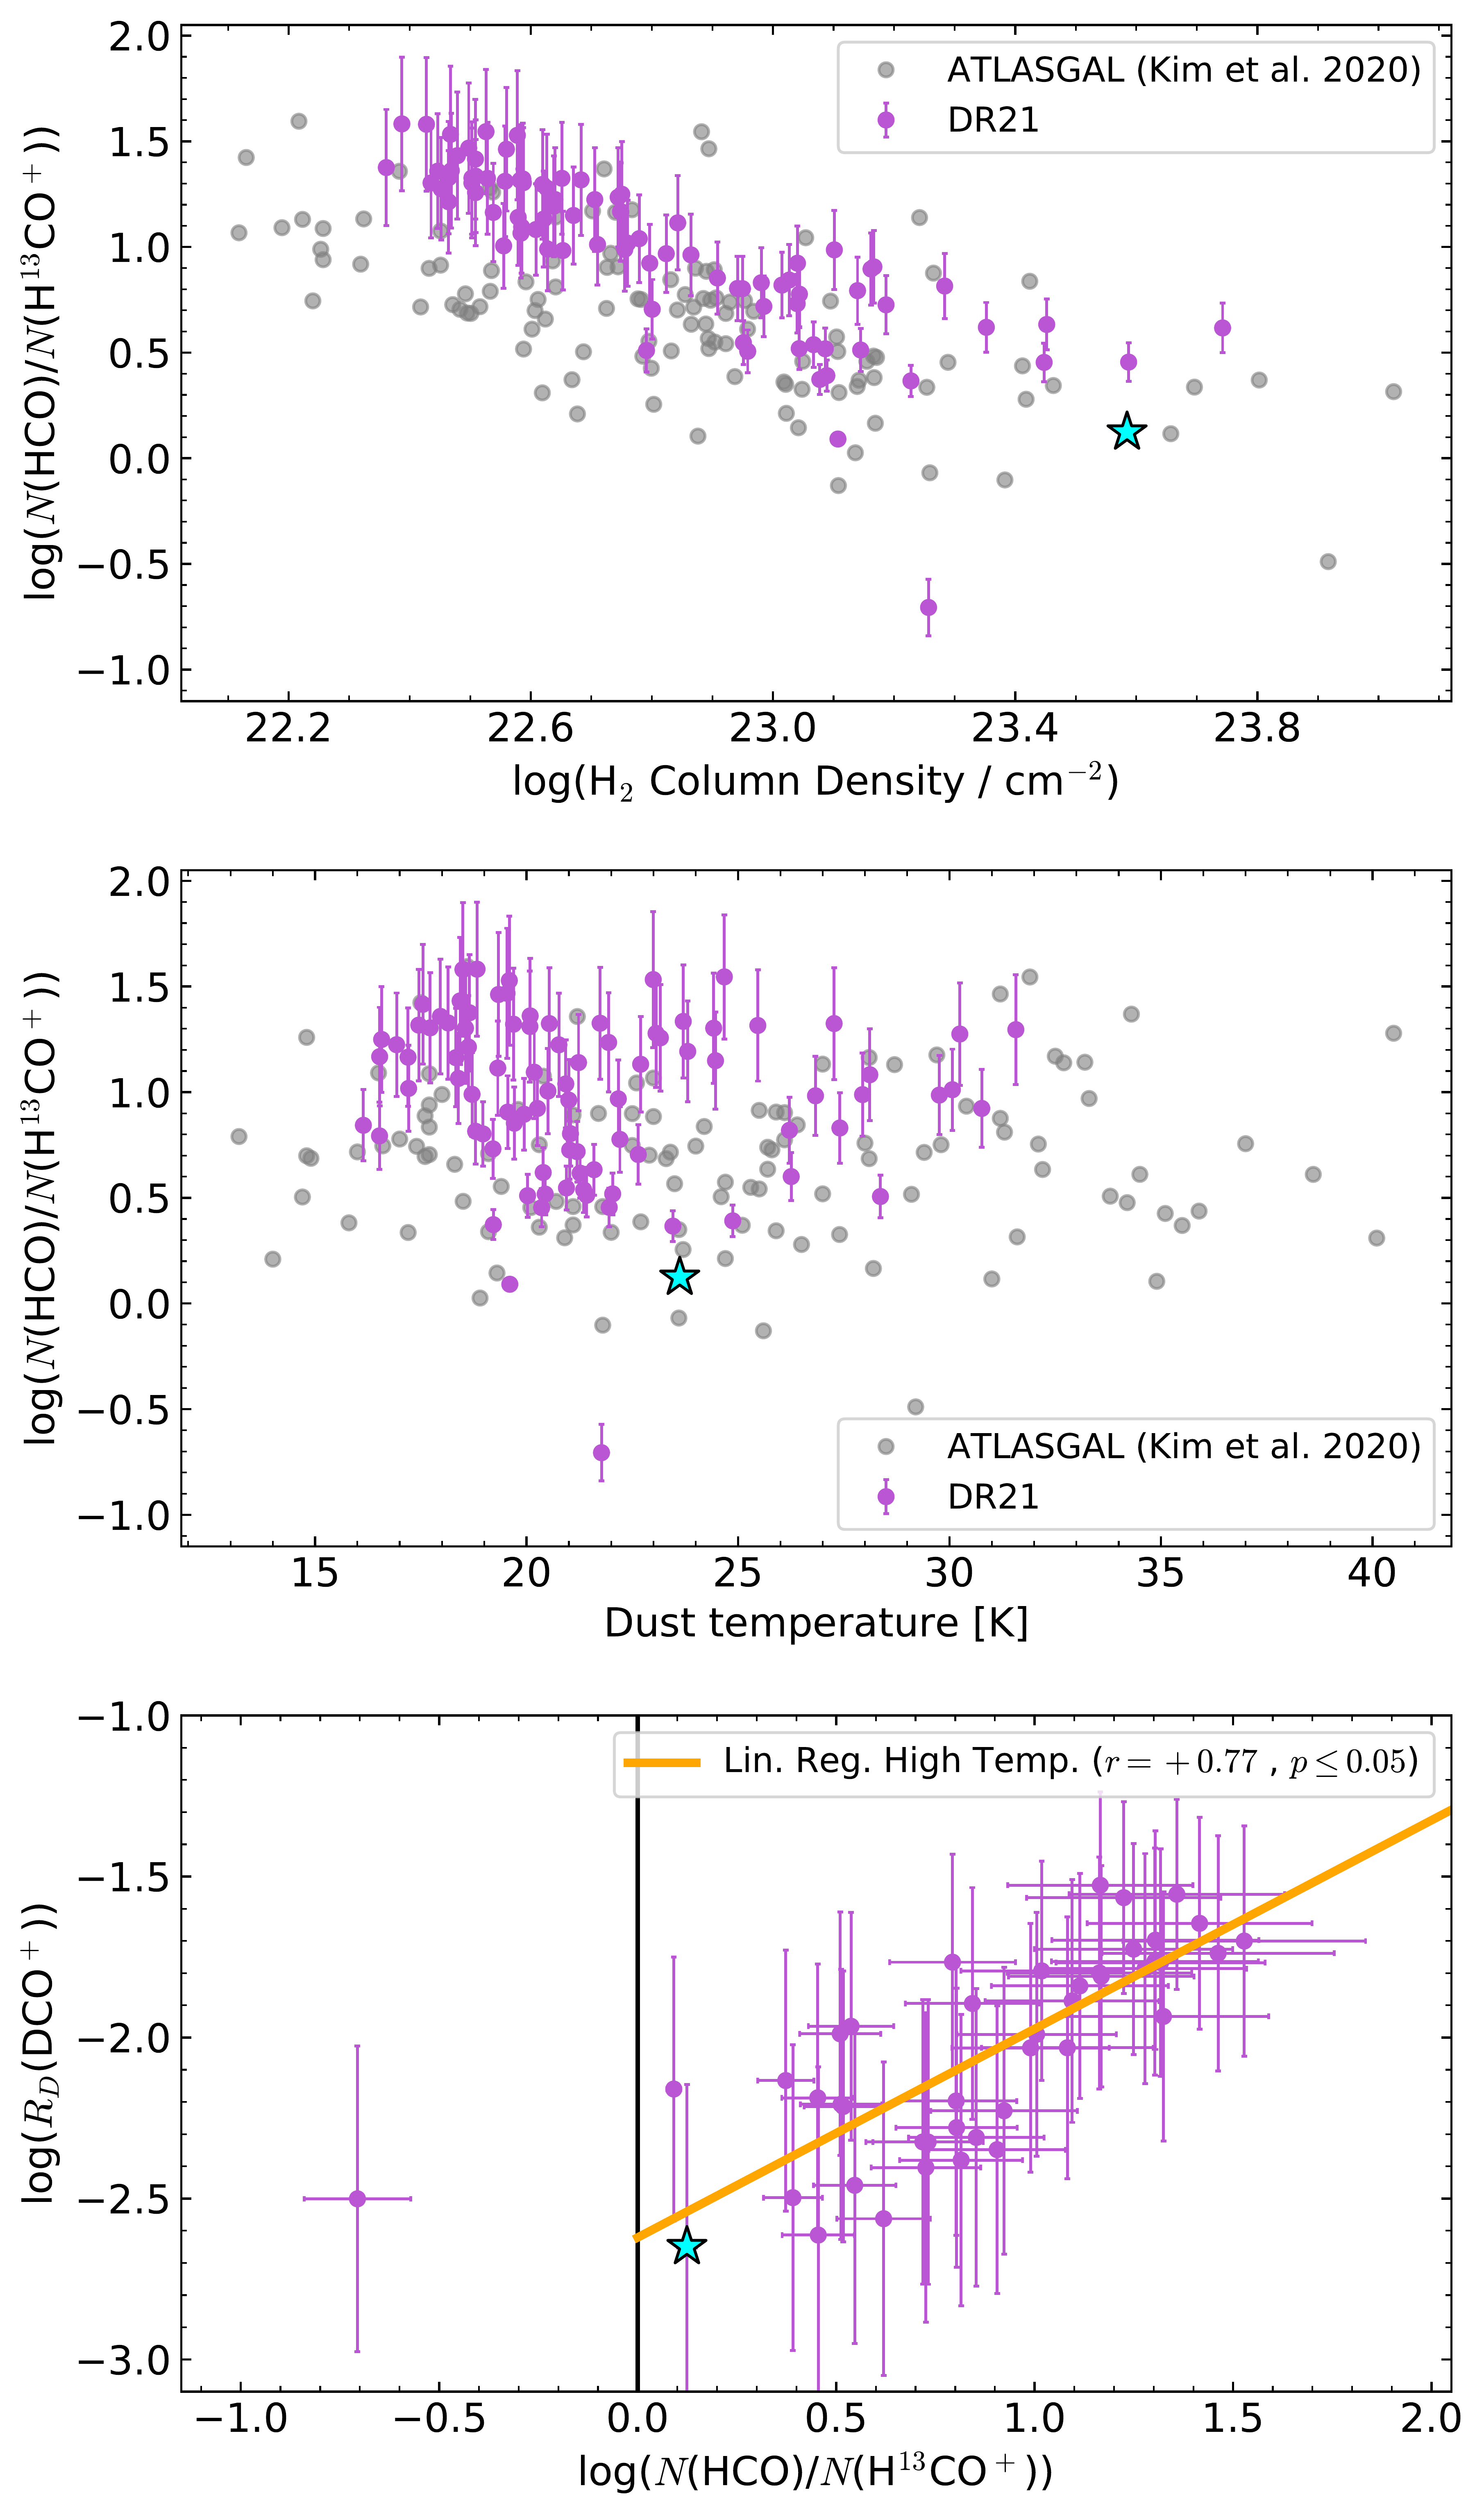 2.0
1.5
1.0
0.5
0.0
−0.5
−1.0
log(N(HCO)/N(H¹³CO⁺))
ATLASGAL (Kim et al. 2020)
DR21
22.2 22.6 23.0 23.4 23.8
log(H₂ Column Density / cm⁻²)
2.0
1.5
1.0
0.5
0.0
−0.5
−1.0
log(N(HCO)/N(H¹³CO⁺))
ATLASGAL (Kim et al. 2020)
DR21
15 20 25 30 35 40
Dust temperature [K]
−1.0
−1.5
−2.0
−2.5
−3.0
log(R_D(DCO⁺))
Lin. Reg. High Temp. (r = +0.77 , p ≤ 0.05)
−1.0 −0.5 0.0 0.5 1.0 1.5 2.0
log(N(HCO)/N(H¹³CO⁺))